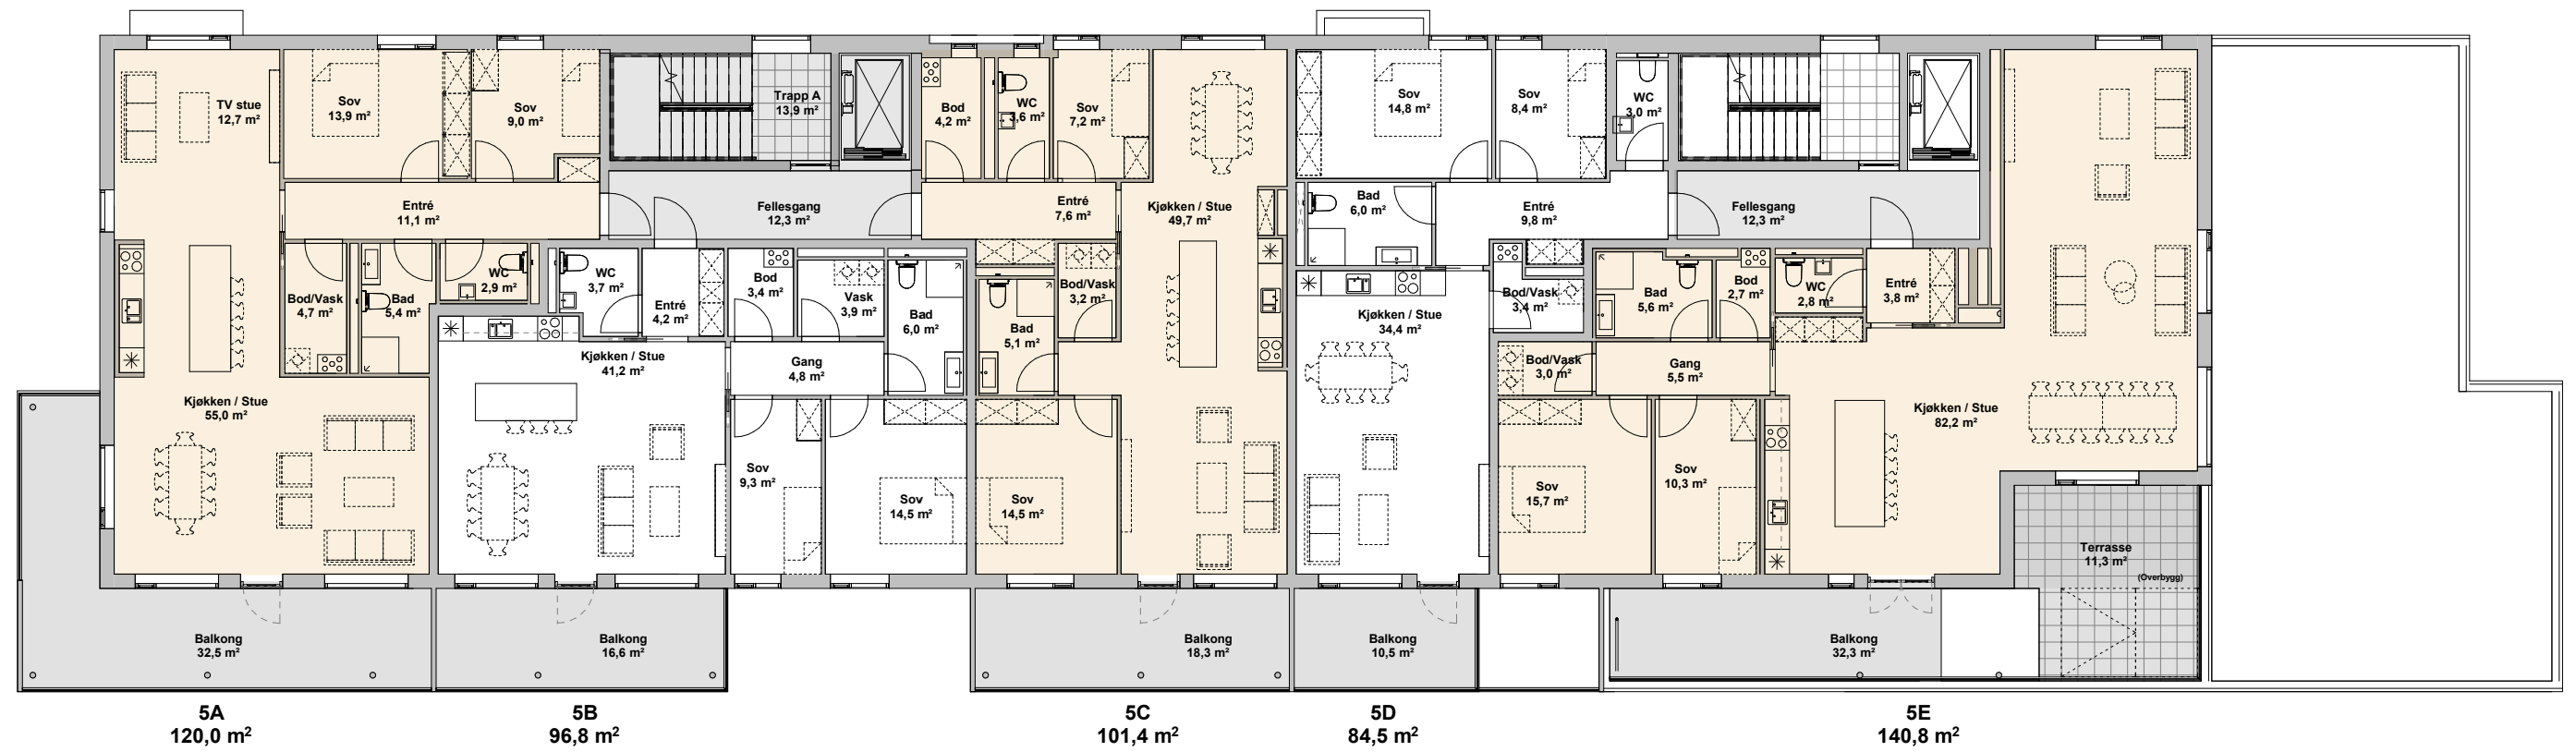 TV stue
12,7 m²
Sov
13,9 m²
Sov
9,0 m²
Trapp A
13,9 m²
Bod
4,2 m²
WC
3,6 m²
Sov
7,2 m²
Sov
14,8 m²
Sov
8,4 m²
WC
3,0 m²
Entré
11,1 m²
Fellesgang
12,3 m²
Entré
7,6 m²
Kjøkken / Stue
49,7 m²
Bad
6,0 m²
Entré
9,8 m²
Fellesgang
12,3 m²
Bod/Vask
4,7 m²
Bad
5,4 m²
WC
2,9 m²
WC
3,7 m²
Entré
4,2 m²
Bod
3,4 m²
Vask
3,9 m²
Bad
6,0 m²
Bad
5,1 m²
Bod/Vask
3,2 m²
Kjøkken / Stue
34,4 m²
Bod/Vask
3,4 m²
Bad
5,6 m²
Bod
2,7 m²
WC
2,8 m²
Entré
3,8 m²
Kjøkken / Stue
41,2 m²
Gang
4,8 m²
Bod/Vask
3,0 m²
Gang
5,5 m²
Kjøkken / Stue
55,0 m²
Kjøkken / Stue
82,2 m²
Sov
9,3 m²
Sov
14,5 m²
Sov
14,5 m²
Sov
15,7 m²
Sov
10,3 m²
Terrasse
11,3 m²
(Overbygg)
Balkong
32,5 m²
Balkong
16,6 m²
Balkong
18,3 m²
Balkong
10,5 m²
Balkong
32,3 m²
5A
120,0 m²
5B
96,8 m²
5C
101,4 m²
5D
84,5 m²
5E
140,8 m²